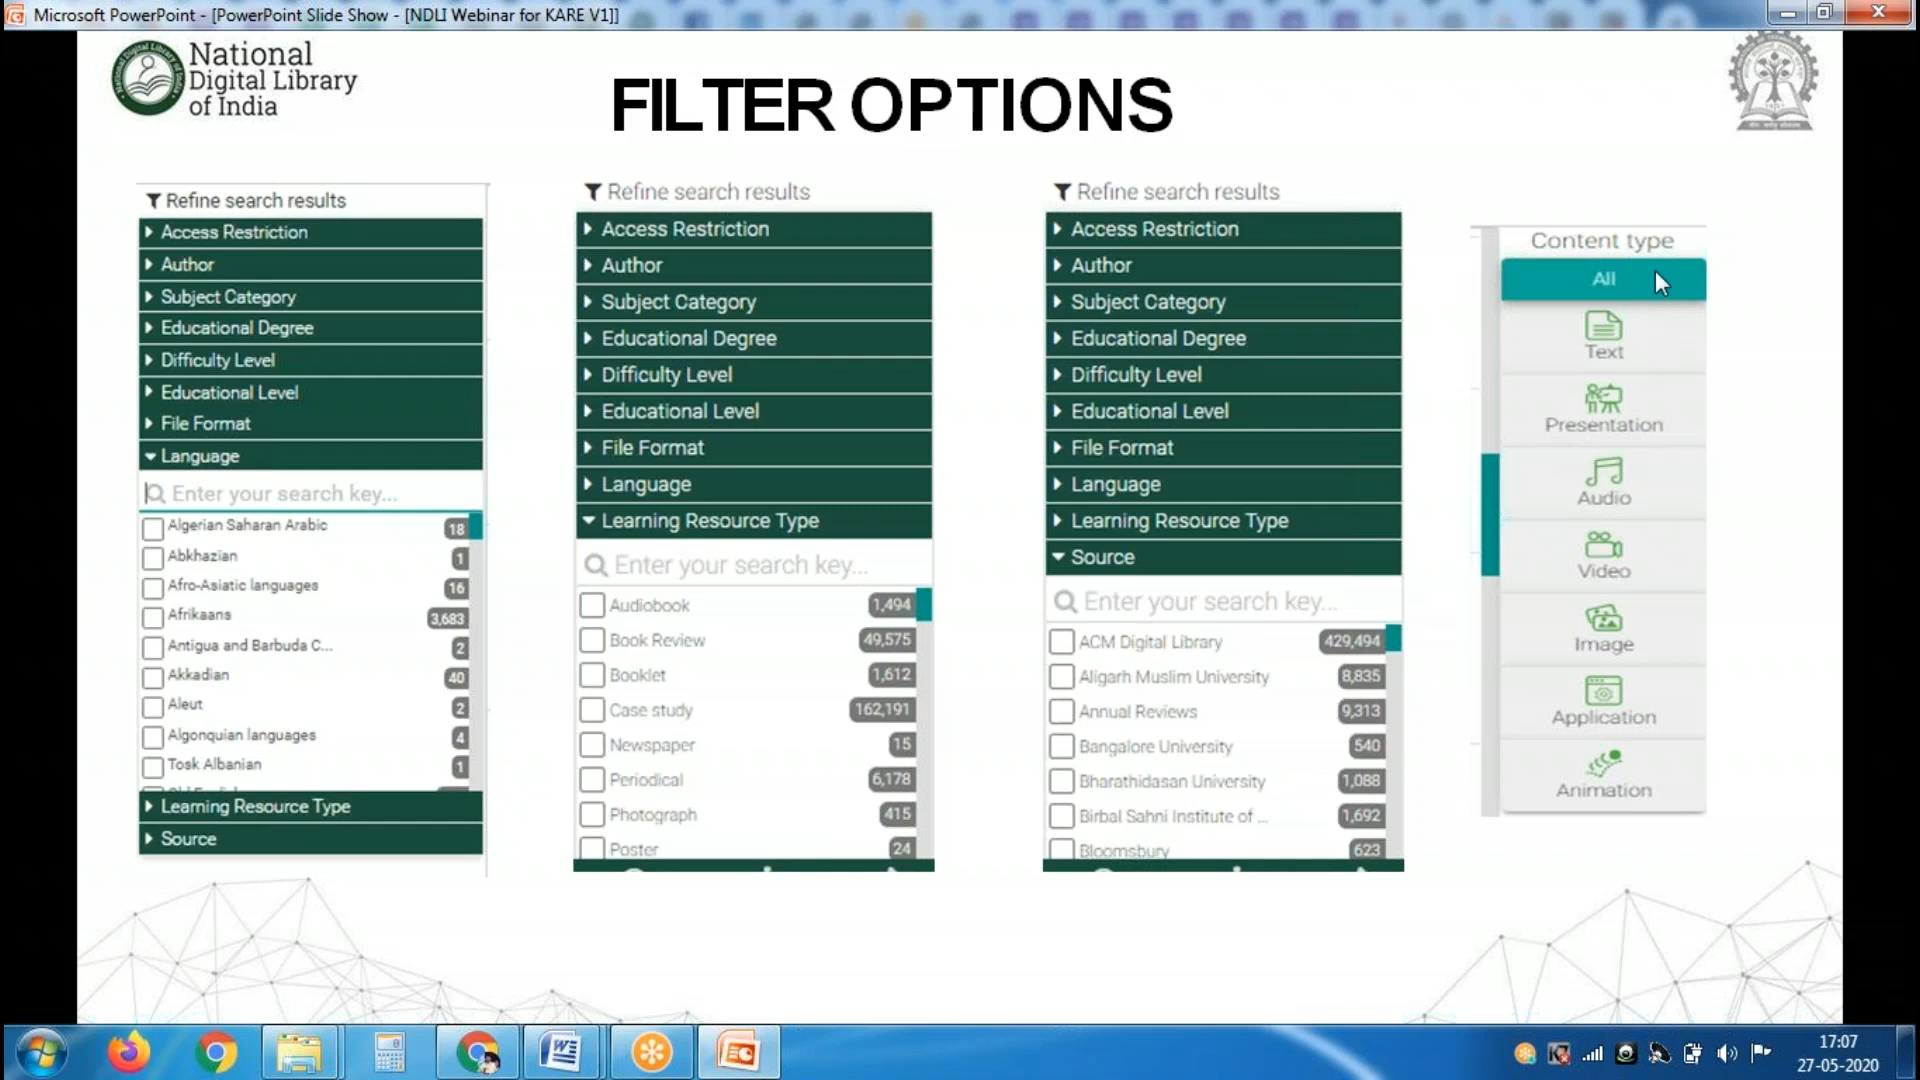 Microsoft PowerPoint - [PowerPoint Slide Show - [NDLI Webinar for KARE V1]]
National
Digital Library
of India
FILTER OPTIONS
Refine search results
Access Restriction
Author
Subject Category
Educational Degree
Difficulty Level
Educational Level
File Format
Language
Enter your search key...
Algerian Saharan Arabic 18
Abkhazian 1
Afro-Asiatic languages 16
Afrikaans 3,683
Antigua and Barbuda C... 2
Akkadian 40
Aleut 2
Algonquian languages 4
Tosk Albanian 1
Learning Resource Type
Source
Refine search results
Access Restriction
Author
Subject Category
Educational Degree
Difficulty Level
Educational Level
File Format
Language
Learning Resource Type
Enter your search key...
Audiobook 1,494
Book Review 49,575
Booklet 1,612
Case study 162,191
Newspaper 15
Periodical 6,178
Photograph 415
Poster 24
Refine search results
Access Restriction
Author
Subject Category
Educational Degree
Difficulty Level
Educational Level
File Format
Language
Learning Resource Type
Source
Enter your search key...
ACM Digital Library 429,494
Aligarh Muslim University 8,835
Annual Reviews 9,313
Bangalore University 540
Bharathidasan University 1,088
Birbal Sahni Institute of ... 1,692
Bloomsbury 623
Content type
All
Text
Presentation
Audio
Video
Image
Application
Animation
17:07
27-05-2020